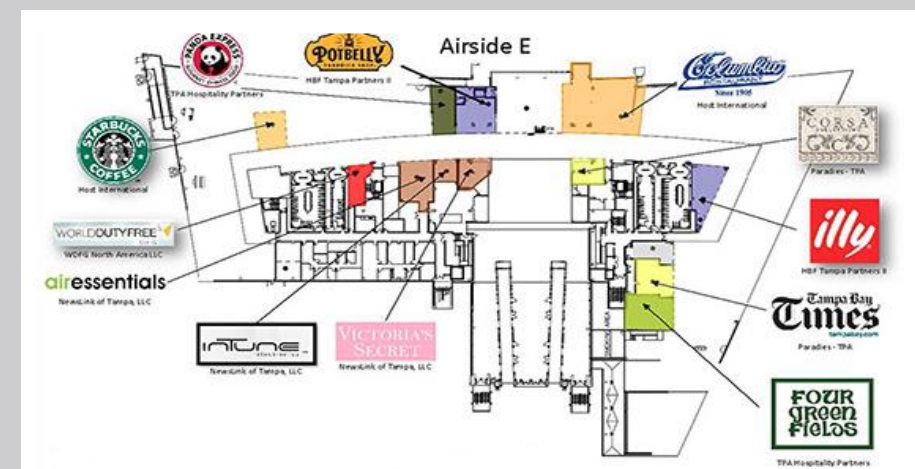 Airside E
PANDA EXPRESS
GOURMET CHINESE FOOD
TPA Hospitality Partners
POTBELLY
SANDWICH SHOP
HBF Tampa Partners II
Columbia
RESTAURANT
Since 1905
Host International
STARBUCKS
COFFEE
Host International
CORSA
C
Paradies - TPA
WORLDDUTYFREE
WDFG North America LLC
illy
HBF Tampa Partners II
airessentials
NewsLink of Tampa, LLC
Tampa Bay
Times
tampabay.com
Paradies - TPA
InTune
NewsLink of Tampa, LLC
VICTORIA'S
SECRET
NewsLink of Tampa, LLC
FOUR
GREEN
FIELDS
TPA Hospitality Partners